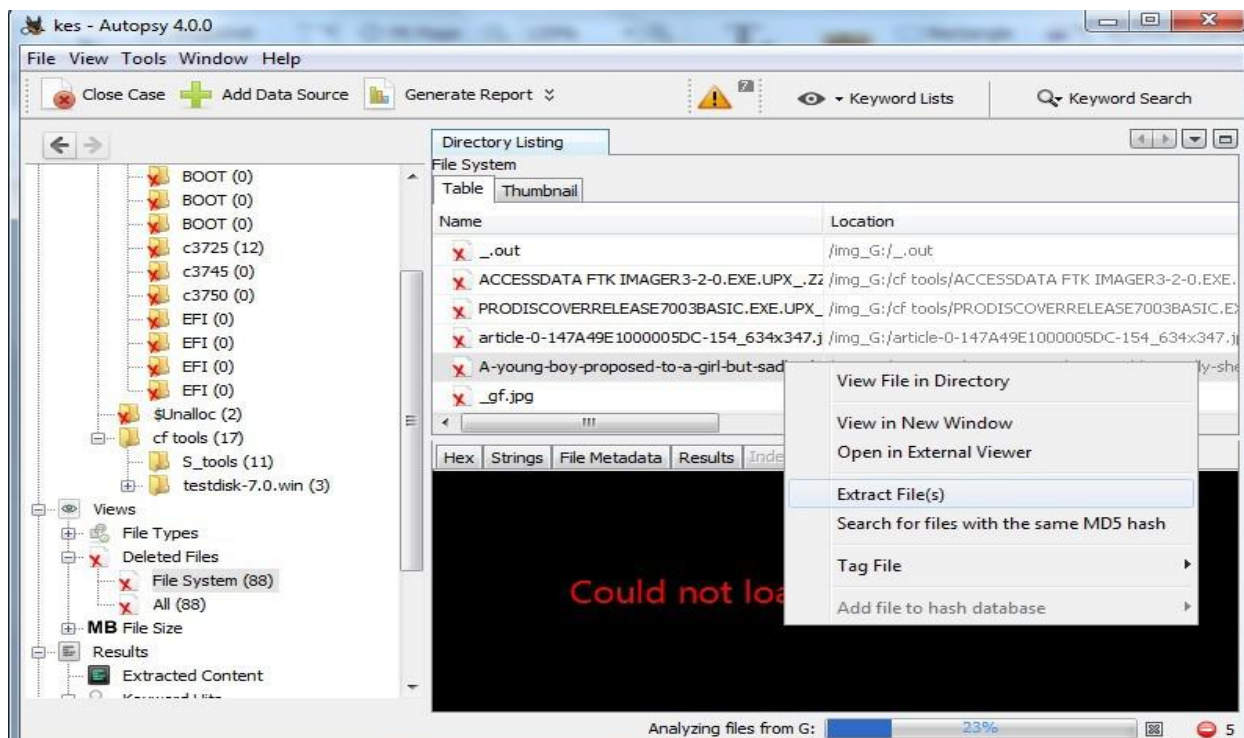 kes - Autopsy 4.0.0
File View Tools Window Help
Close Case Add Data Source Generate Report Keyword Lists Keyword Search
BOOT (0)
BOOT (0)
BOOT (0)
c3725 (12)
c3745 (0)
c3750 (0)
EFI (0)
EFI (0)
EFI (0)
EFI (0)
$Unalloc (2)
cf tools (17)
S_tools (11)
testdisk-7.0.win (3)
Views
File Types
Deleted Files
File System (88)
All (88)
MB File Size
Results
Extracted Content
Directory Listing
File System
Table Thumbnail
Name Location
_.out /img_G:/_.out
ACCESSDATA FTK IMAGER3-2-0.EXE.UPX_.ZZ /img_G:/cf tools/ACCESSDATA FTK IMAGER3-2-0.EXE.
PRODISCOVERRELEASE7003BASIC.EXE.UPX_ /img_G:/cf tools/PRODISCOVERRELEASE7003BASIC.EX
article-0-147A49E1000005DC-154_634x347.j /img_G:/article-0-147A49E1000005DC-154_634x347.j
A-young-boy-proposed-to-a-girl-but-sad ly-she
_gf.jpg
Hex Strings File Metadata Results Inde
Could not loa
View File in Directory
View in New Window
Open in External Viewer
Extract File(s)
Search for files with the same MD5 hash
Tag File
Add file to hash database
Analyzing files from G: 23% 5